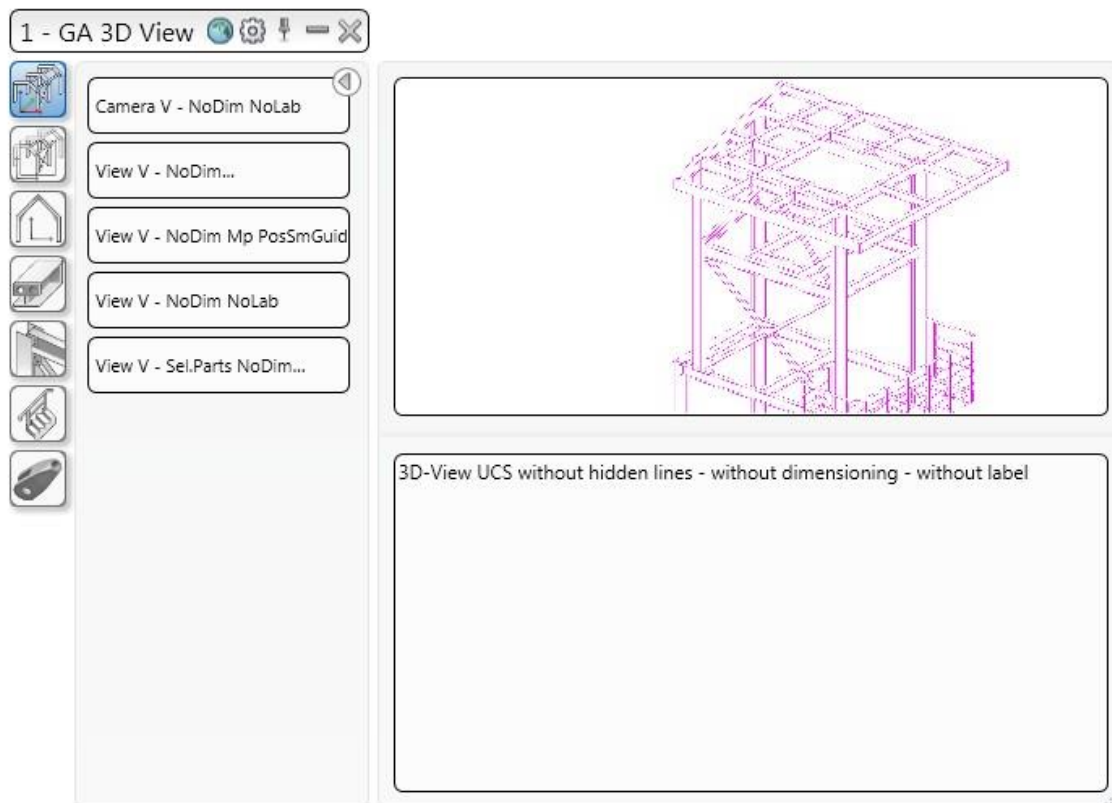 1 - GA 3D View
Camera V - NoDim NoLab
View V - NoDim...
View V - NoDim Mp PosSmGuid
View V - NoDim NoLab
View V - Sel.Parts NoDim...
3D-View UCS without hidden lines - without dimensioning - without label